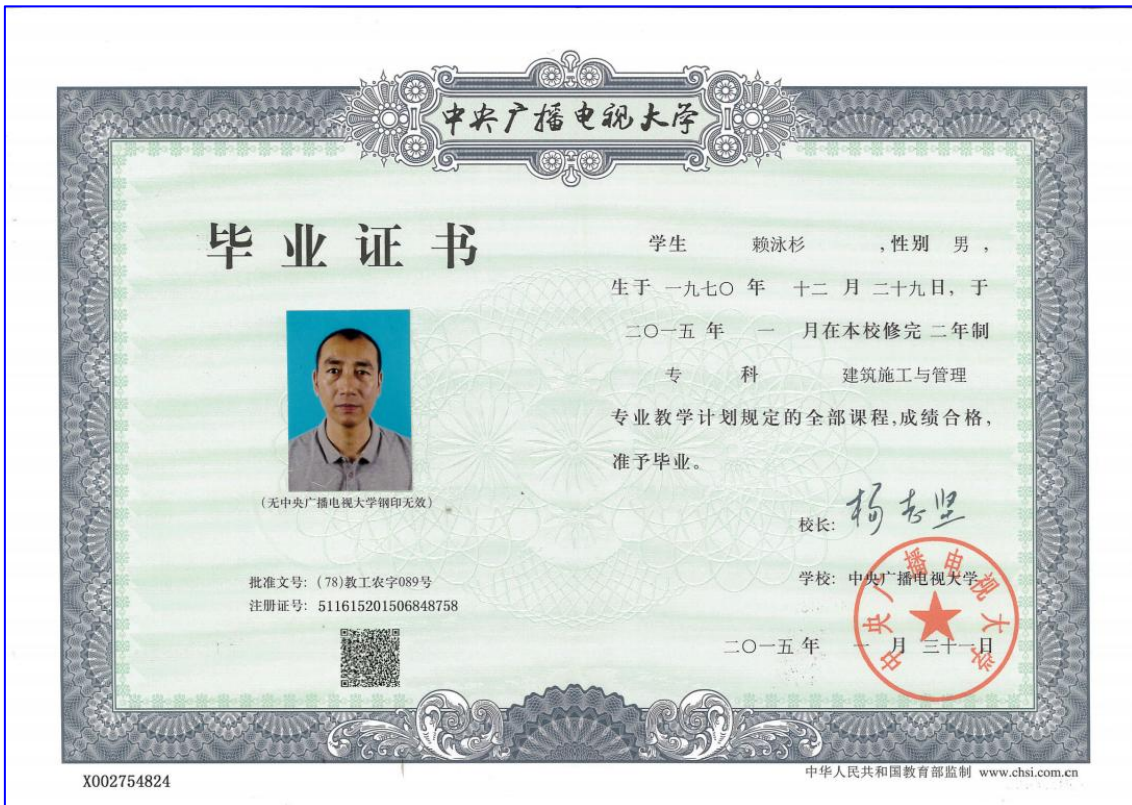 中央广播电视大学
毕业证书
学生 赖泳杉 ,性别 男,
生于 一九七〇 年 十二 月 二十九日, 于
二〇一五 年 一 月在本校修完 二年制
专 科 建筑施工与管理
专业教学计划规定的全部课程,成绩合格,
准予毕业。
(无中央广播电视大学钢印无效)
校长: 杨志坚
批准文号: (78)教工农字089号
注册证号: 511615201506848758
学校: 中央广播电视大学
中央广播电视大学
二〇一五 年 一 月 三十一日
X002754824
中华人民共和国教育部监制 www.chsi.com.cn